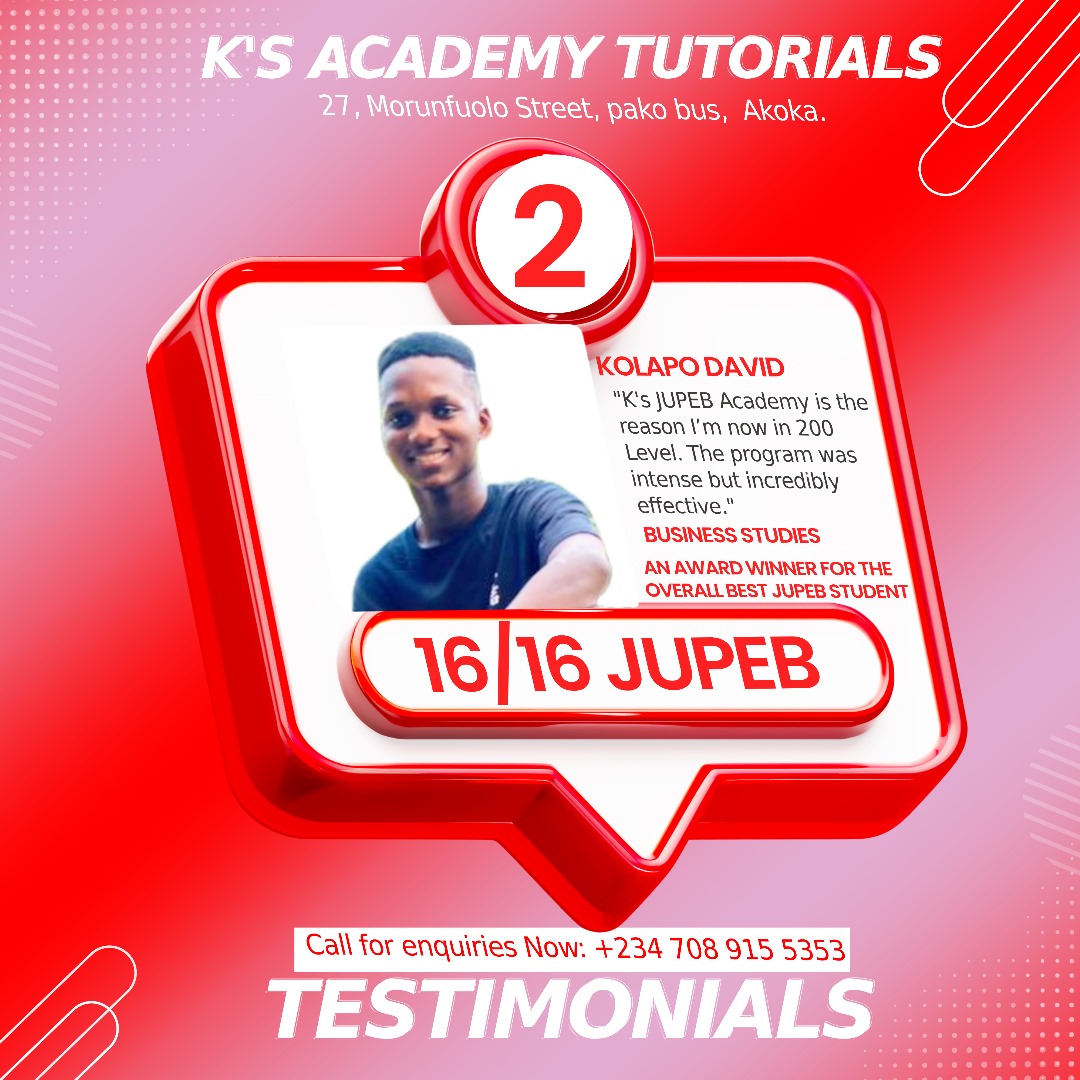 K'S ACADEMY TUTORIALS
27, Morunfuolo Street, pako bus, Akoka.
2
KOLAPO DAVID
"K's JUPEB Academy is the
reason I'm now in 200
Level. The program was
intense but incredibly
effective."
BUSINESS STUDIES
AN AWARD WINNER FOR THE
OVERALL BEST JUPEB STUDENT
16|16 JUPEB
Call for enquiries Now: +234 708 915 5353
TESTIMONIALS